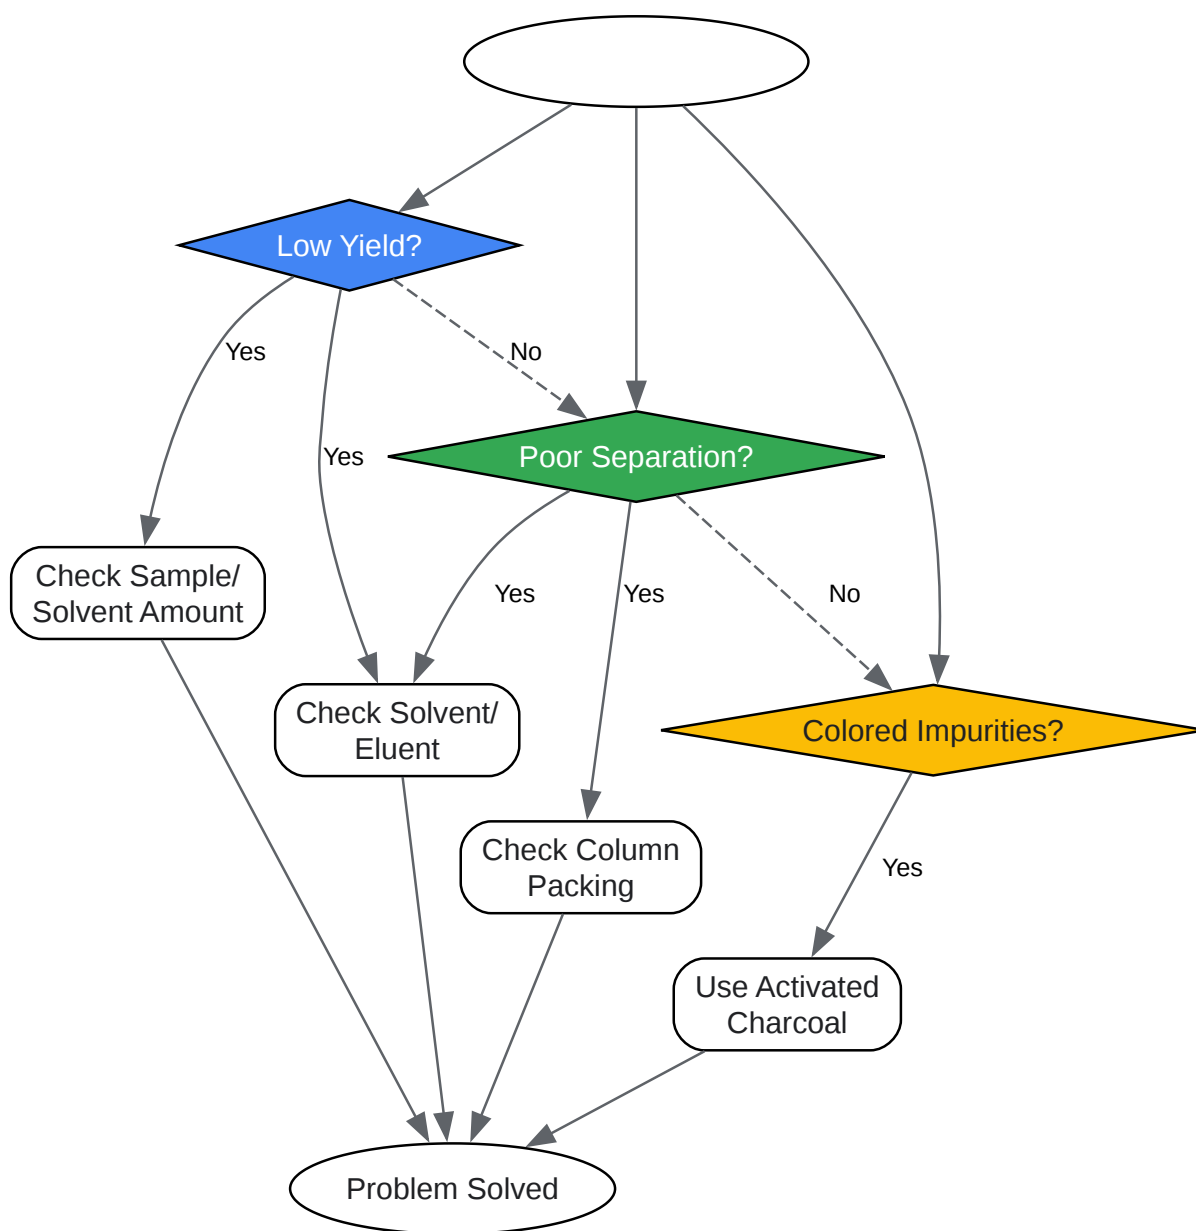 Low Yield?
Yes
No
Yes
Poor Separation?
Check Sample/
Solvent Amount
Yes
Yes
No
Check Solvent/
Eluent
Colored Impurities?
Check Column
Packing
Yes
Use Activated
Charcoal
Problem Solved